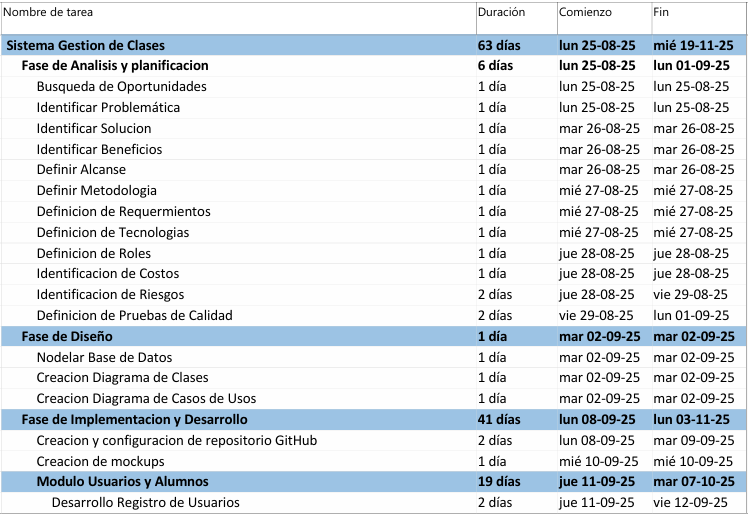 Nombre de tarea Duración Comienzo Fin
Sistema Gestion de Clases 63 días lun 25-08-25 mié 19-11-25
Fase de Analisis y planificacion 6 días lun 25-08-25 lun 01-09-25
Busqueda de Oportunidades 1 día lun 25-08-25 lun 25-08-25
Identificar Problemática 1 día lun 25-08-25 lun 25-08-25
Identificar Solucion 1 día mar 26-08-25 mar 26-08-25
Identificar Beneficios 1 día mar 26-08-25 mar 26-08-25
Definir Alcanse 1 día mar 26-08-25 mar 26-08-25
Definir Metodologia 1 día mié 27-08-25 mié 27-08-25
Definicion de Requermientos 1 día mié 27-08-25 mié 27-08-25
Definicion de Tecnologias 1 día mié 27-08-25 mié 27-08-25
Definicion de Roles 1 día jue 28-08-25 jue 28-08-25
Identificacion de Costos 1 día jue 28-08-25 jue 28-08-25
Identificacion de Riesgos 2 días jue 28-08-25 vie 29-08-25
Definicion de Pruebas de Calidad 2 días vie 29-08-25 lun 01-09-25
Fase de Diseño 1 día mar 02-09-25 mar 02-09-25
Nodelar Base de Datos 1 día mar 02-09-25 mar 02-09-25
Creacion Diagrama de Clases 1 día mar 02-09-25 mar 02-09-25
Creacion Diagrama de Casos de Usos 1 día mar 02-09-25 mar 02-09-25
Fase de Implementacion y Desarrollo 41 días lun 08-09-25 lun 03-11-25
Creacion y configuracion de repositorio GitHub 2 días lun 08-09-25 mar 09-09-25
Creacion de mockups 1 día mié 10-09-25 mié 10-09-25
Modulo Usuarios y Alumnos 19 días jue 11-09-25 mar 07-10-25
Desarrollo Registro de Usuarios 2 días jue 11-09-25 vie 12-09-25